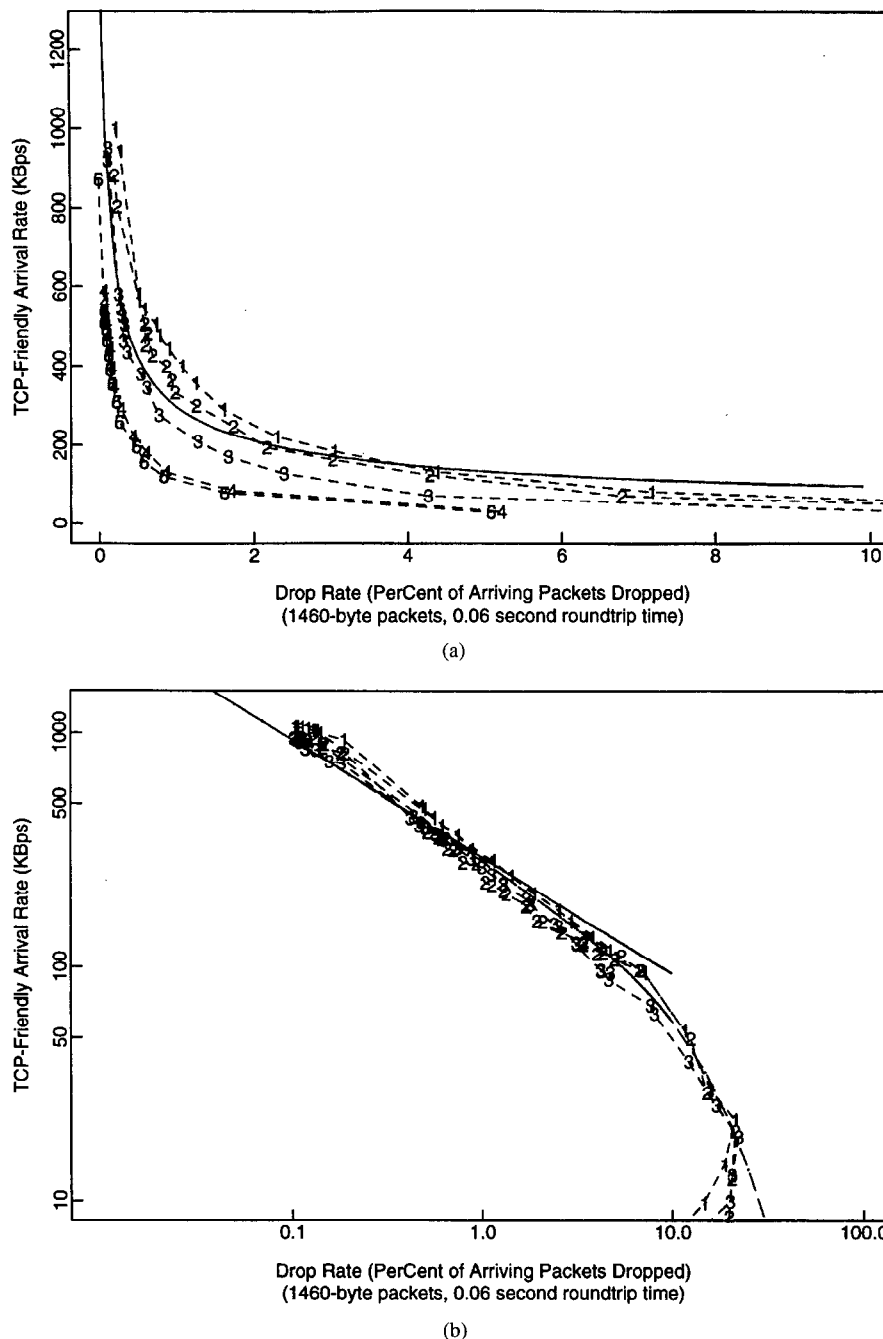 TCP-Friendly Arrival Rate (KBps)
1200
1000
800
600
400
200
0
0 2 4 6 8 10
Drop Rate (PerCent of Arriving Packets Dropped)
(1460-byte packets, 0.06 second roundtrip time)
(a)
TCP-Friendly Arrival Rate (KBps)
1000
500
100
50
10
0.1 1.0 10.0 100.0
Drop Rate (PerCent of Arriving Packets Dropped)
(1460-byte packets, 0.06 second roundtrip time)
(b)